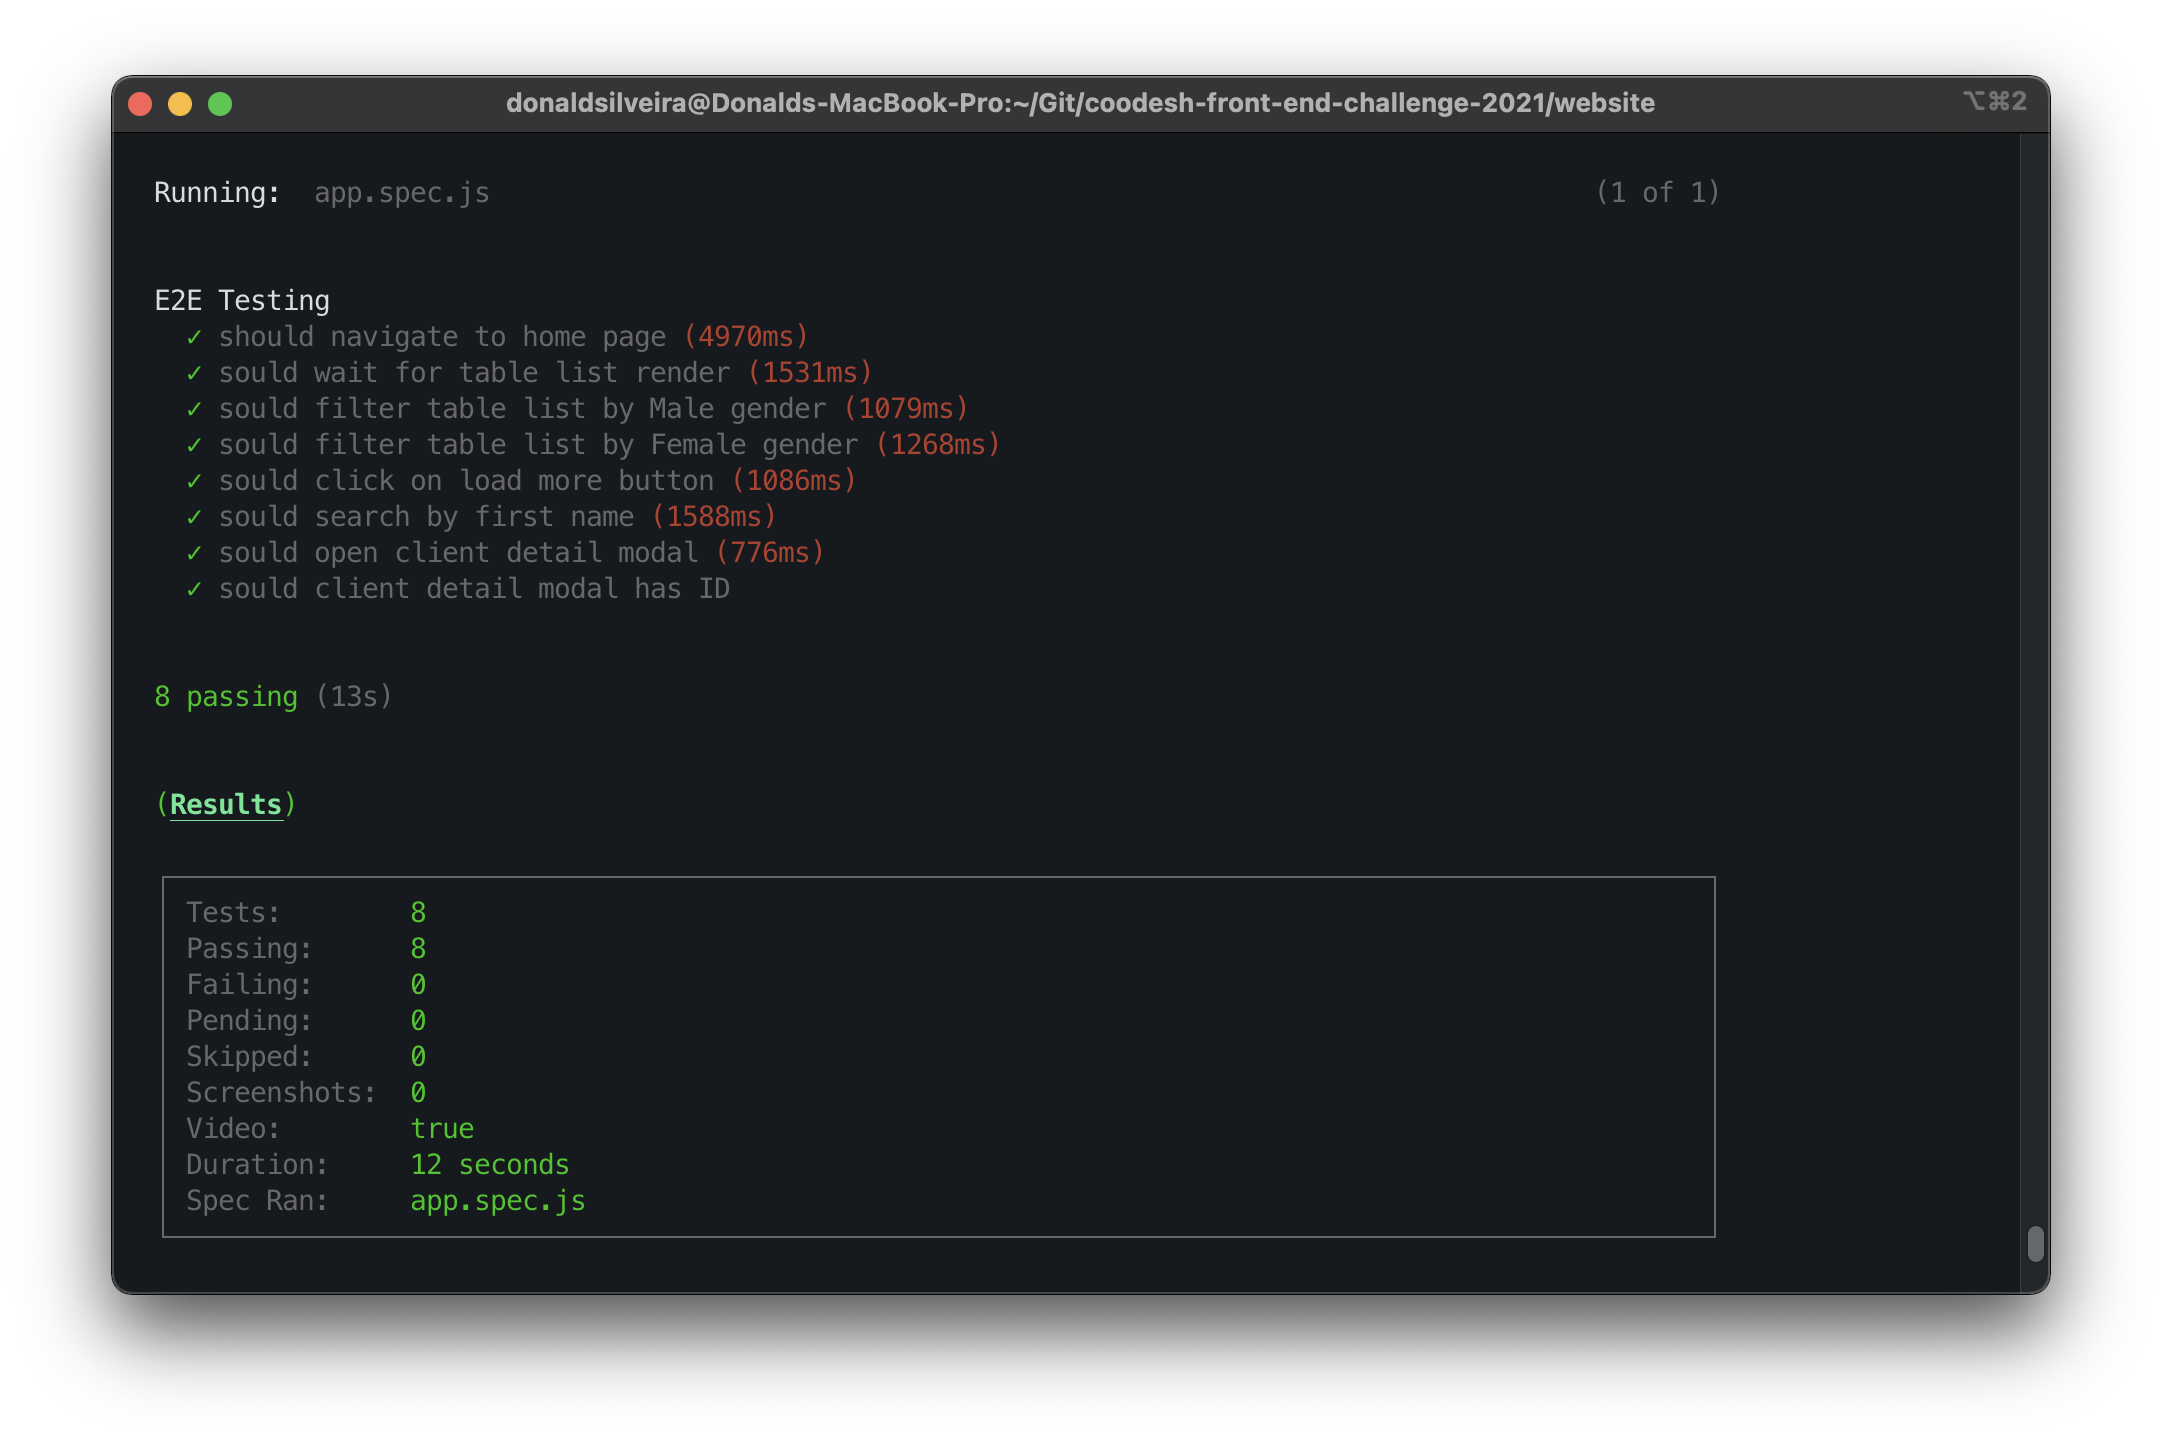 donaldsilveira@Donalds-MacBook-Pro:~/Git/coodesh-front-end-challenge-2021/website ⌥⌘2
Running: app.spec.js (1 of 1)
E2E Testing
✓ should navigate to home page (4970ms)
✓ sould wait for table list render (1531ms)
✓ sould filter table list by Male gender (1079ms)
✓ sould filter table list by Female gender (1268ms)
✓ sould click on load more button (1086ms)
✓ sould search by first name (1588ms)
✓ sould open client detail modal (776ms)
✓ sould client detail modal has ID
8 passing (13s)
(Results)
Tests: 8
Passing: 8
Failing: 0
Pending: 0
Skipped: 0
Screenshots: 0
Video: true
Duration: 12 seconds
Spec Ran: app.spec.js